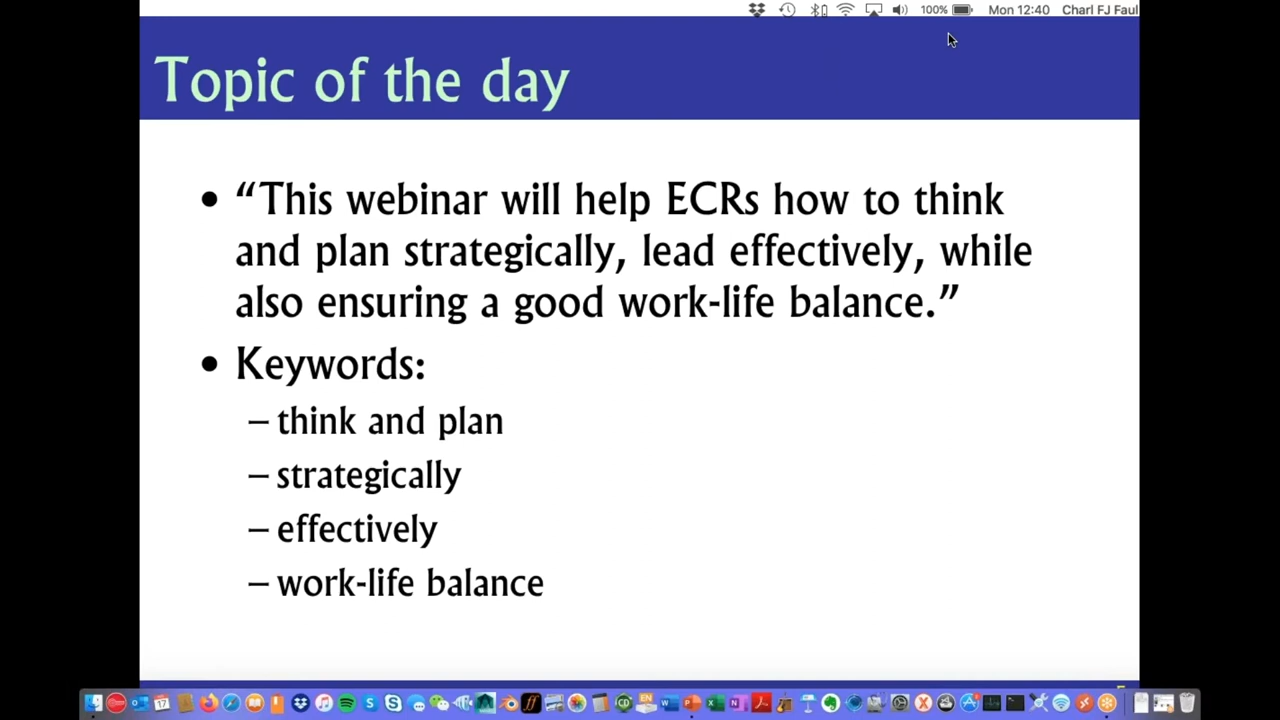 100% Mon 12:40 Charl FJ Faul
Topic of the day
• “This webinar will help ECRs how to think
and plan strategically, lead effectively, while
also ensuring a good work-life balance.”
• Keywords:
– think and plan
– strategically
– effectively
– work-life balance
17